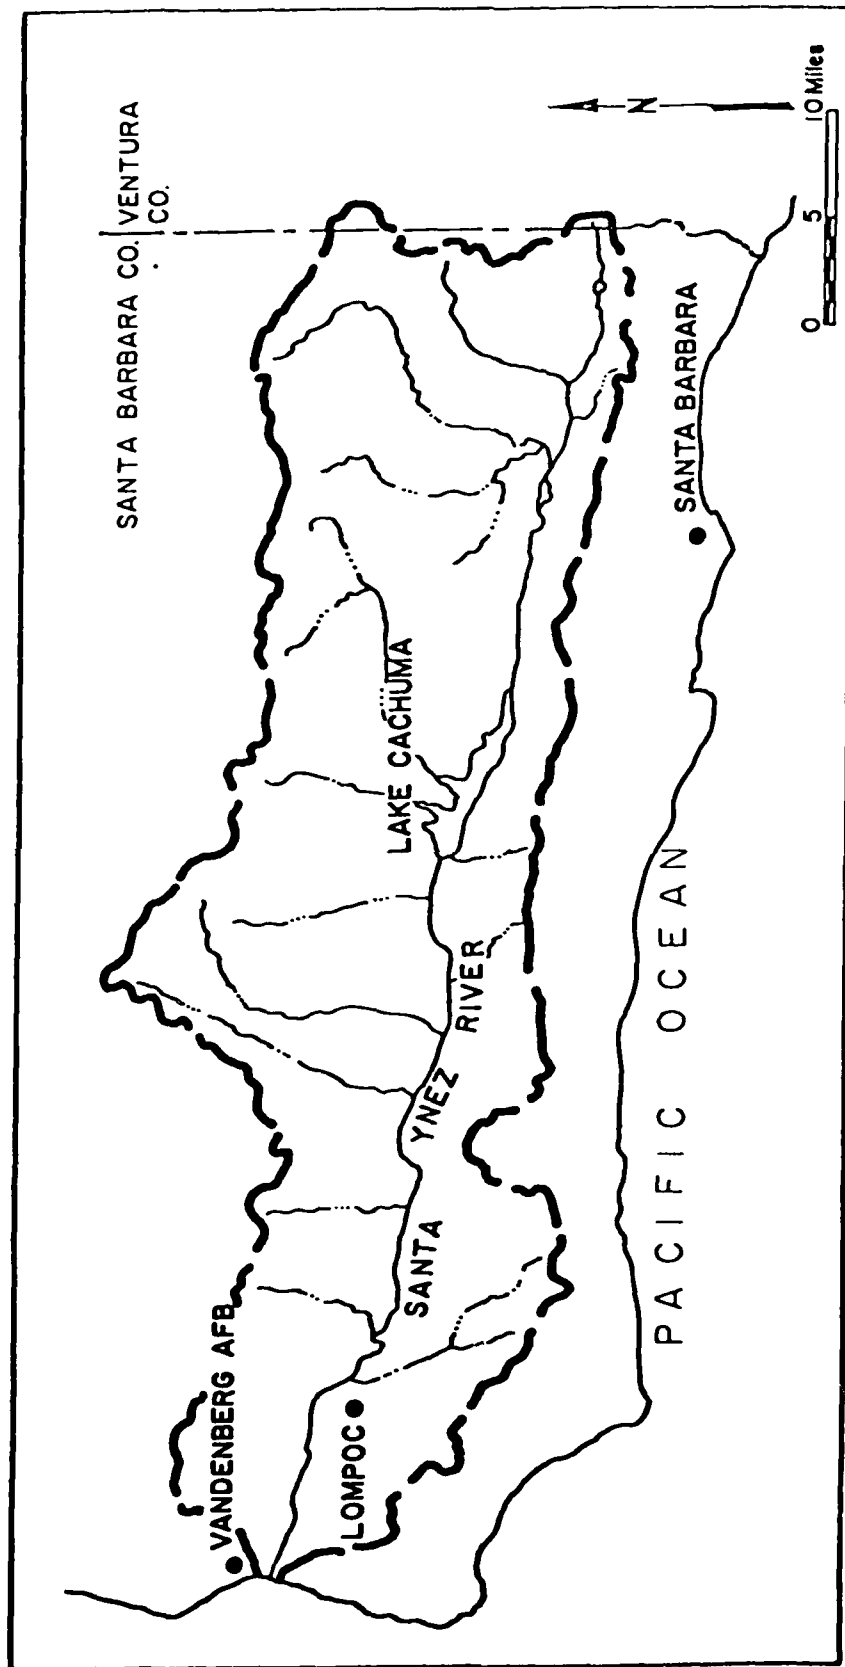 SANTA BARBARA CO.
VENTURA
CO.
VANDENBERG AFB
LOMPOC
LAKE CACHUMA
SANTA YNEZ RIVER
SANTA BARBARA
PACIFIC OCEAN
N
0 5 10 Miles